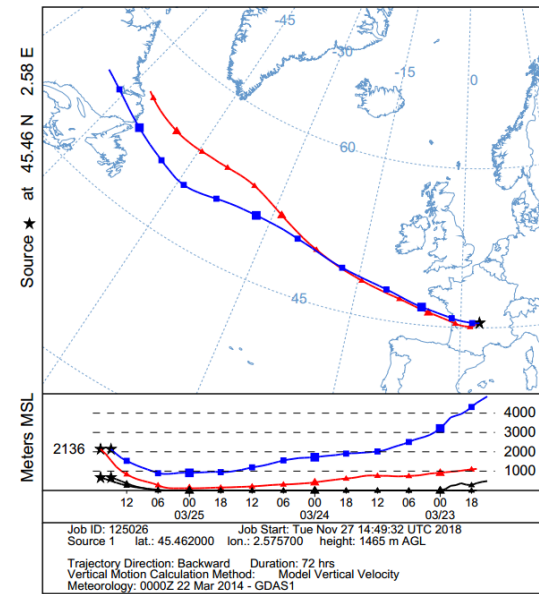 Source ★ at 45.46 N 2.58 E
-45
-30
-15
0
60
45
Meters MSL
2136
4000
3000
2000
1000
12 06 00 18 12 06 00 18 12 06 00 18
03/25 03/24 03/23
Job ID: 125026 Job Start: Tue Nov 27 14:49:32 UTC 2018
Source 1 lat.: 45.462000 lon.: 2.575700 height: 1465 m AGL
Trajectory Direction: Backward Duration: 72 hrs
Vertical Motion Calculation Method: Model Vertical Velocity
Meteorology: 0000Z 22 Mar 2014 - GDAS1